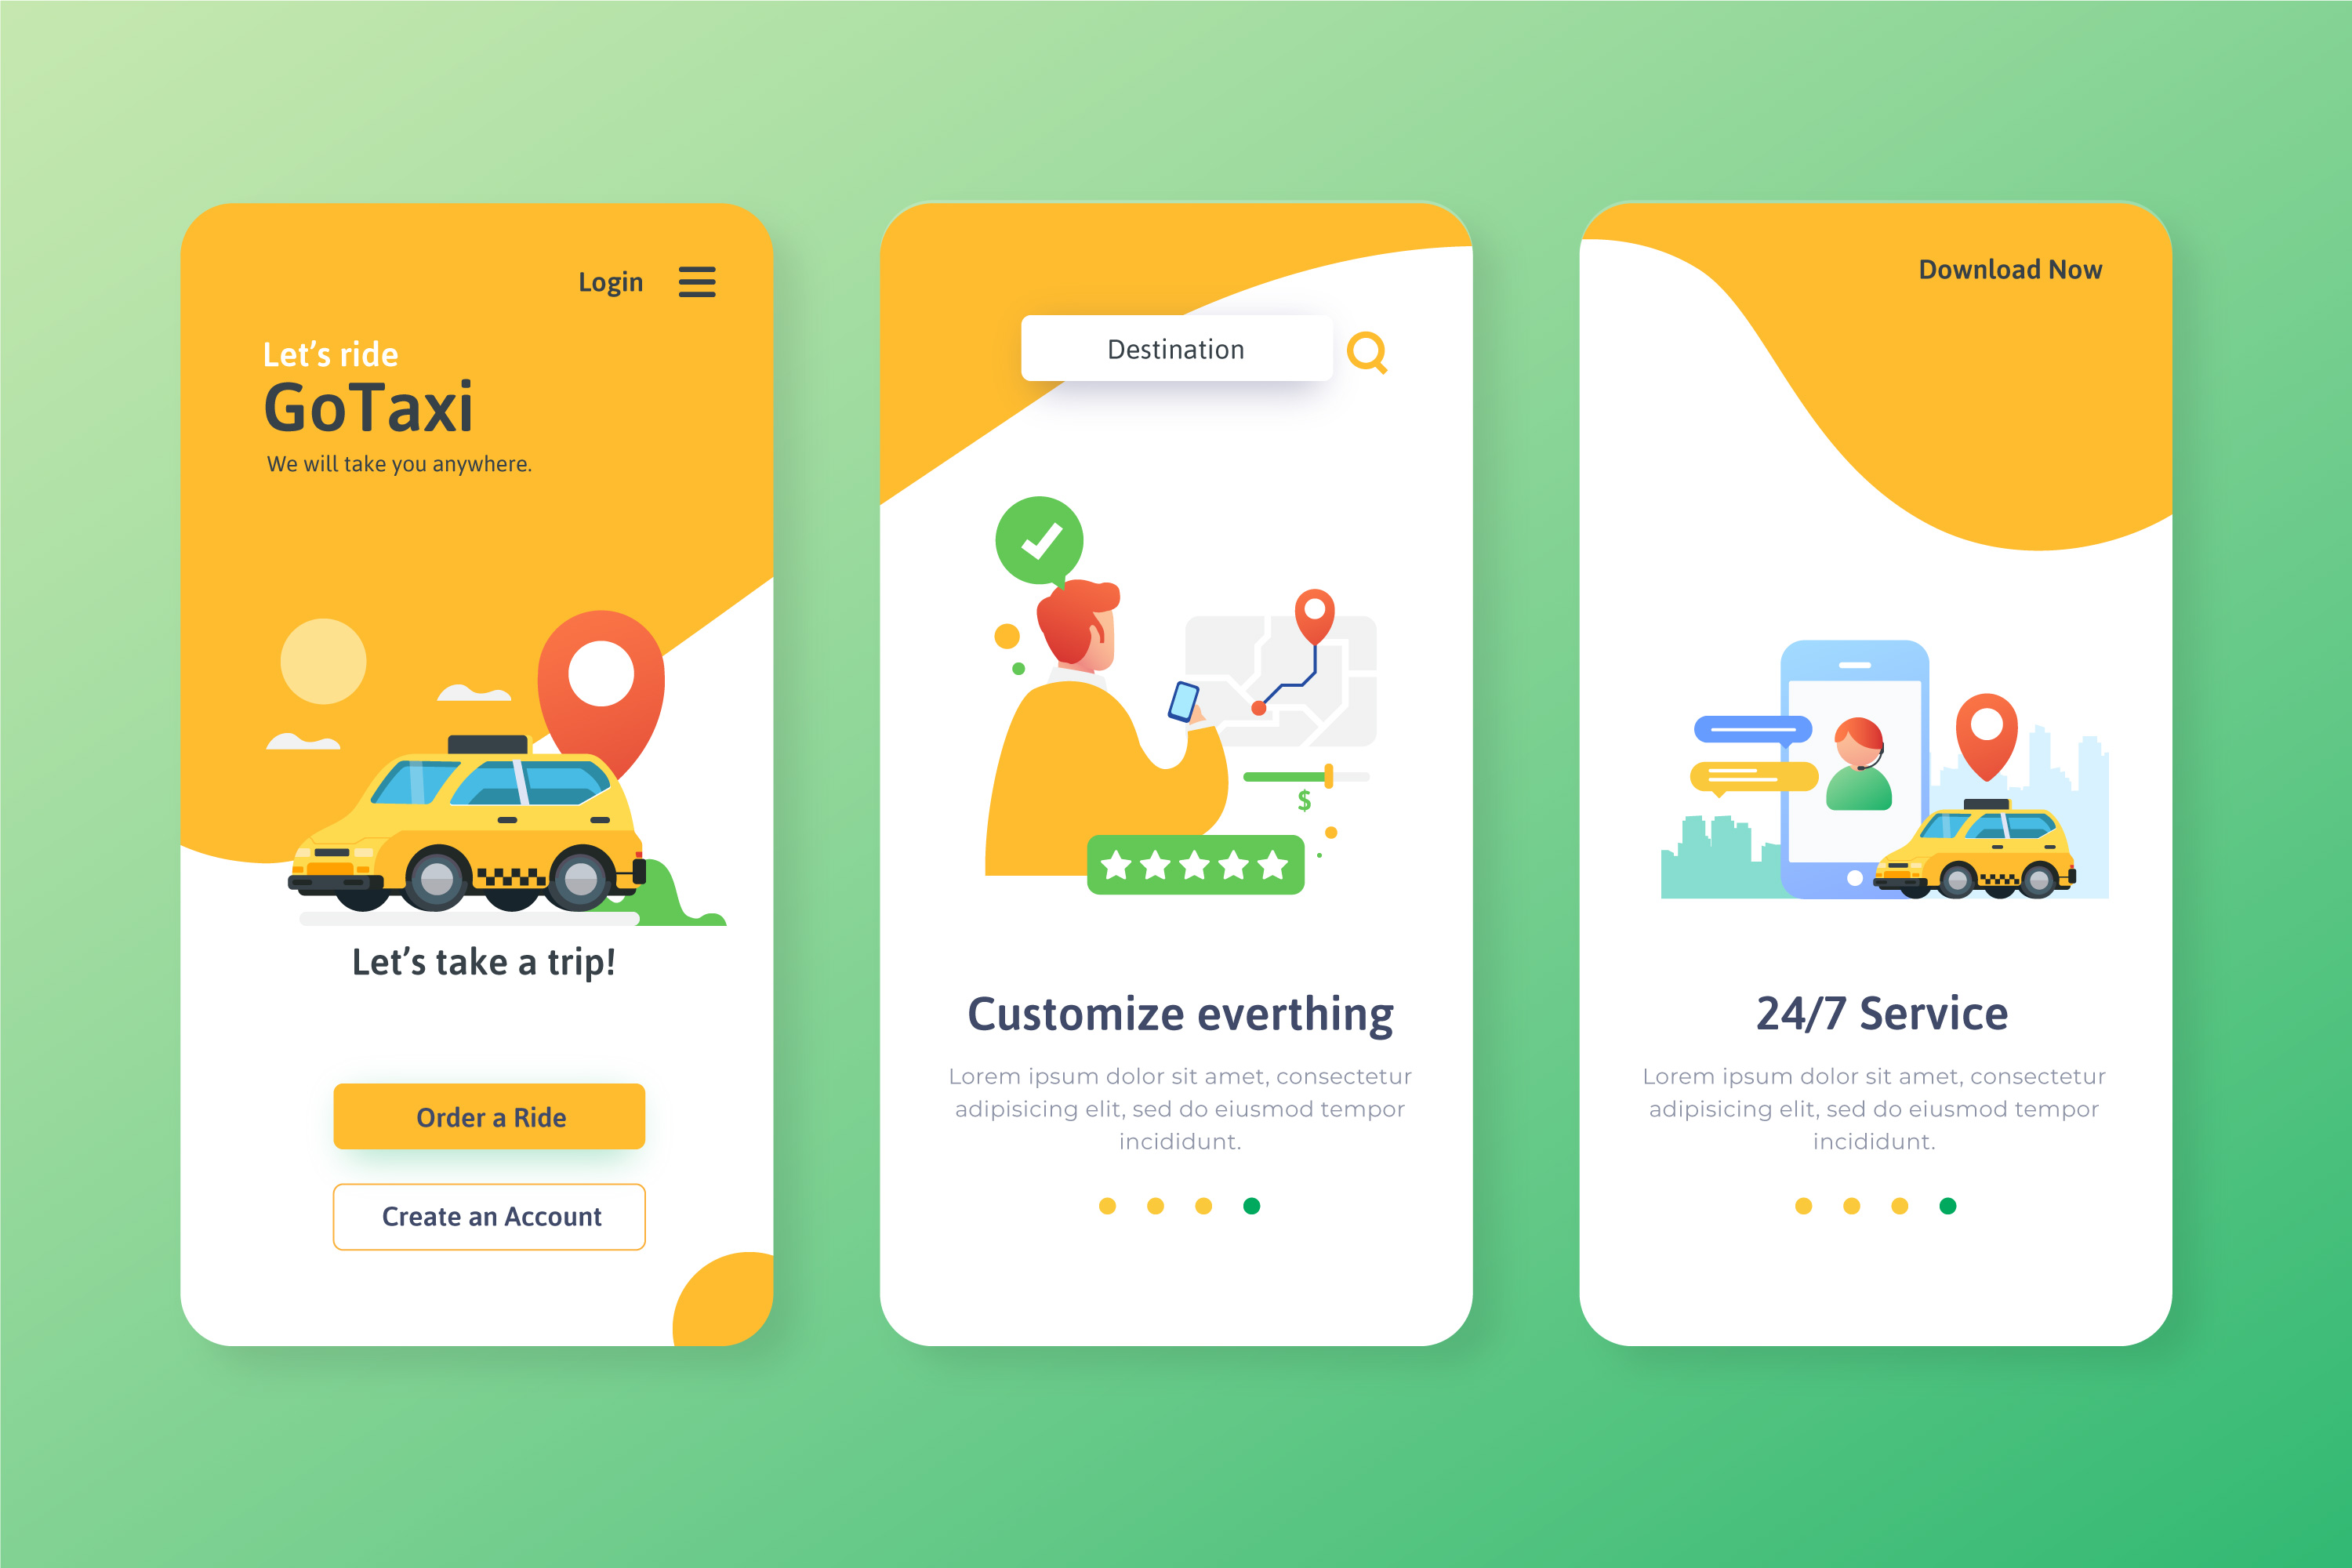 Login
Let’s ride
GoTaxi
We will take you anywhere.
Let’s take a trip!
Order a Ride
Create an Account
Destination
$
Customize everthing
Lorem ipsum dolor sit amet, consectetur
adipisicing elit, sed do eiusmod tempor
incididunt.
Download Now
24/7 Service
Lorem ipsum dolor sit amet, consectetur
adipisicing elit, sed do eiusmod tempor
incididunt.